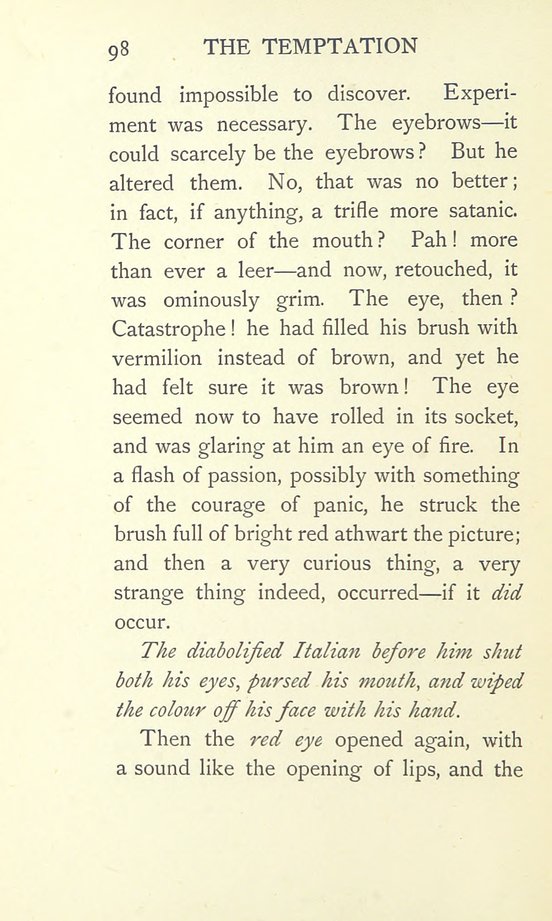 98 THE TEMPTATION
found impossible to discover. Experi-
ment was necessary. The eyebrows—it
could scarcely be the eyebrows? But he
altered them. No, that was no better;
in fact, if anything, a trifle more satanic.
The corner of the mouth? Pah! more
than ever a leer—and now, retouched, it
was ominously grim. The eye, then?
Catastrophe! he had filled his brush with
vermilion instead of brown, and yet he
had felt sure it was brown! The eye
seemed now to have rolled in its socket,
and was glaring at him an eye of fire. In
a flash of passion, possibly with something
of the courage of panic, he struck the
brush full of bright red athwart the picture;
and then a very curious thing, a very
strange thing indeed, occurred—if it did
occur.
The diabolified Italian before him shut
both his eyes, pursed his mouth, and wiped
the colour off his face with his hand.
Then the red eye opened again, with
a sound like the opening of lips, and the